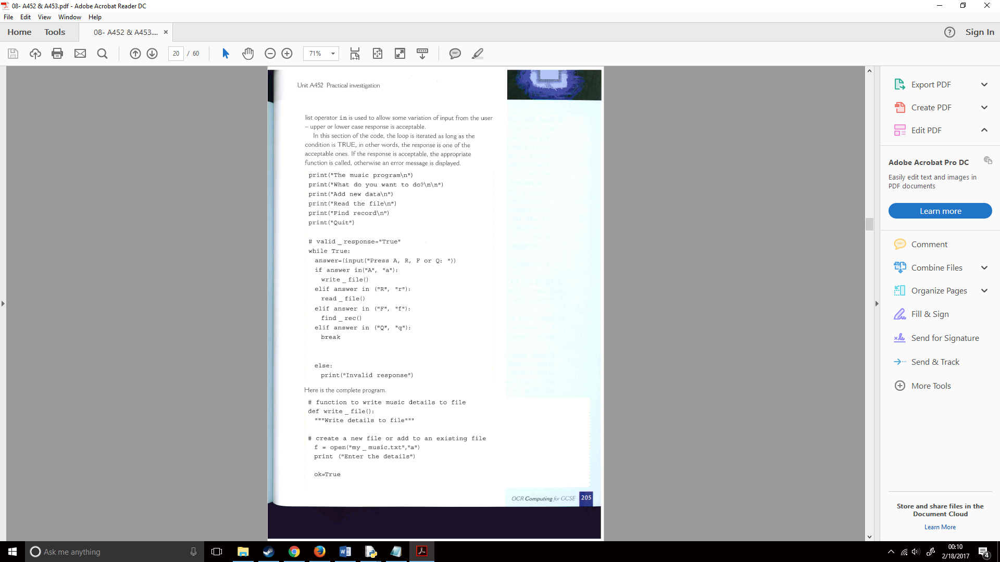 08- A452 & A453.pdf - Adobe Acrobat Reader DC
File Edit View Window Help
Home Tools 08- A452 & A453.... × Sign In
20 / 60 71%
Unit A452 Practical investigation
list operator in is used to allow some variation of input from the user
– upper or lower case response is acceptable.
In this section of the code, the loop is iterated as long as the
condition is TRUE, in other words, the response is one of the
acceptable ones. If the response is acceptable, the appropriate
function is called, otherwise an error message is displayed.
print("The music program\n")
print("What do you want to do?\n\n")
print("Add new data\n")
print("Read the file\n")
print("Find record\n")
print("Quit")
# valid _ response="True"
while True:
answer=(input("Press A, R, F or Q: "))
if answer in("A", "a"):
write _ file()
elif answer in ("R", "r"):
read _ file()
elif answer in ("F", "f"):
find _ rec()
elif answer in ("Q", "q"):
break
else:
print("Invalid response")
Here is the complete program.
# function to write music details to file
def write _ file():
"""Write details to file"""
# create a new file or add to an existing file
f = open("my _ music.txt","a")
print ("Enter the details")
ok=True
OCR Computing for GCSE 205
Export PDF
Create PDF
Edit PDF
Adobe Acrobat Pro DC
Easily edit text and images in
PDF documents
Learn more
Comment
Combine Files
Organize Pages
Fill & Sign
Send for Signature
Send & Track
More Tools
Store and share files in the
Document Cloud
Learn More
Ask me anything
00:10
2/18/2017
4